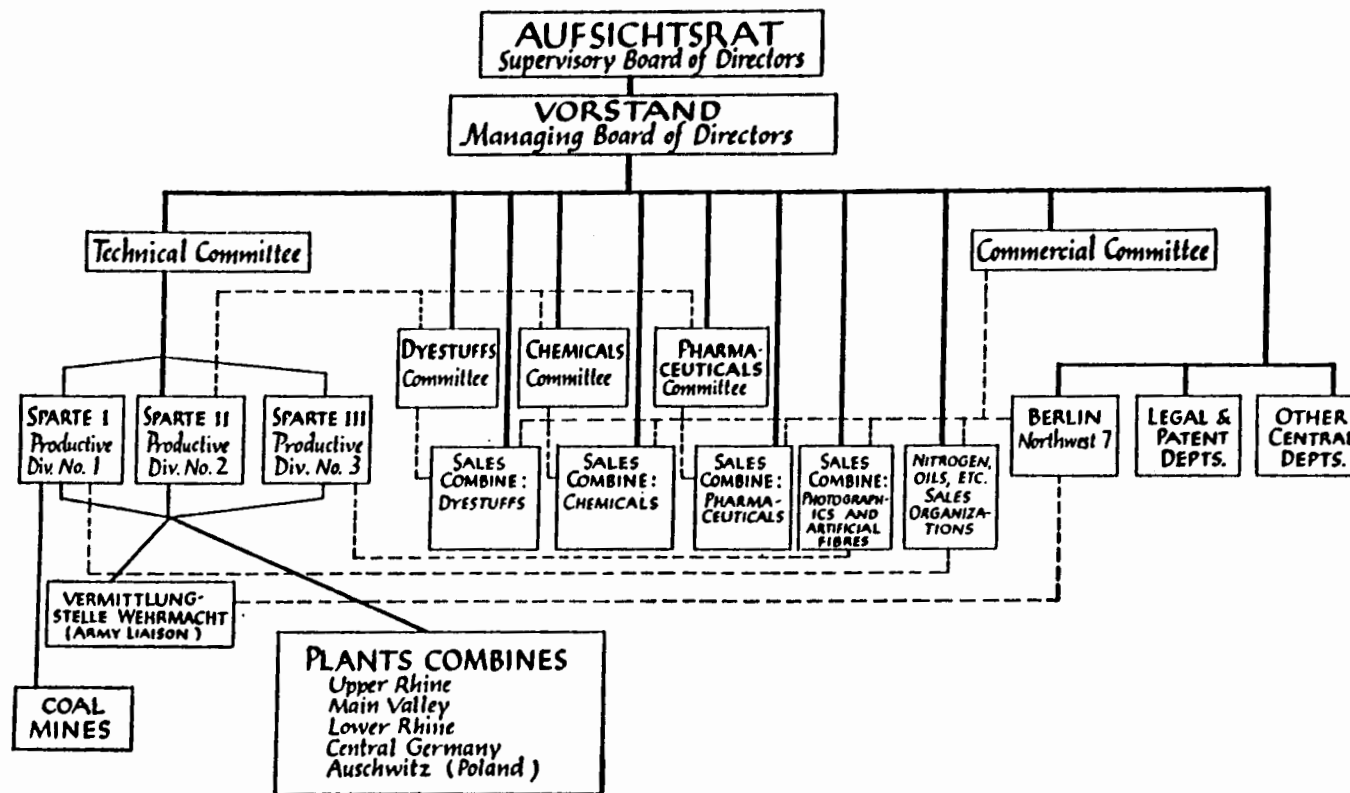 AUFSICHTSRAT
Supervisory Board of Directors
VORSTAND
Managing Board of Directors
Technical Committee
Commercial Committee
DYESTUFFS
Committee
CHEMICALS
Committee
PHARMA-
CEUTICALS
Committee
SPARTE I
Productive
Div. No. 1
SPARTE II
Productive
Div. No. 2
SPARTE III
Productive
Div. No. 3
BERLIN
Northwest 7
LEGAL &
PATENT
DEPTS.
OTHER
CENTRAL
DEPTS.
SALES
COMBINE:
DYESTUFFS
SALES
COMBINE:
CHEMICALS
SALES
COMBINE:
PHARMA-
CEUTICALS
SALES
COMBINE:
PHOTOGRAPH-
ICS AND
ARTIFICIAL
FIBRES
NITROGEN,
OILS, ETC.
SALES
ORGANIZA-
TIONS
VERMITTLUNG-
STELLE WEHRMACHT
(ARMY LIAISON)
COAL
MINES
PLANTS COMBINES
Upper Rhine
Main Valley
Lower Rhine
Central Germany
Auschwitz (Poland)